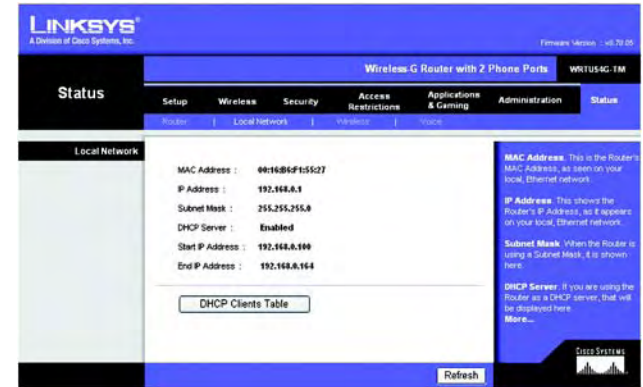 LINKSYS®
A Division of Cisco Systems, Inc.
Firmware Version : v0.70.05
Wireless-G Router with 2 Phone Ports
WRTU54G-TM
Status
Setup
Wireless
Security
Access
Restrictions
Applications
& Gaming
Administration
Status
Router
| Local Network |
Wireless |
Voice
Local Network
MAC Address : 00:16:B6:F1:55:27
IP Address : 192.168.0.1
Subnet Mask : 255.255.255.0
DHCP Server : Enabled
Start IP Address : 192.168.0.100
End IP Address : 192.168.0.164
DHCP Clients Table
MAC Address. This is the Router's
MAC Address, as seen on your
local, Ethernet network.
IP Address. This shows the
Router's IP Address, as it appears
on your local, Ethernet network.
Subnet Mask. When the Router is
using a Subnet Mask, it is shown
here.
DHCP Server. If you are using the
Router as a DHCP server, that will
be displayed here.
More...
CISCO SYSTEMS
Refresh